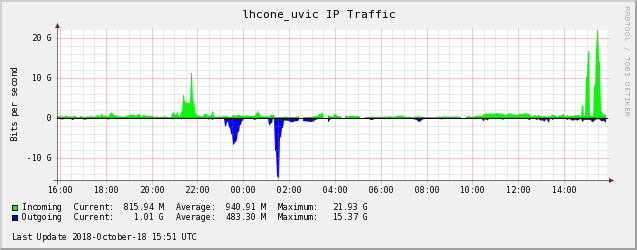 lhcone_uvic IP Traffic
RRDTOOL / TOBI OETIKER
Bits per second
20 G
10 G
0
-10 G
16:00 18:00 20:00 22:00 00:00 02:00 04:00 06:00 08:00 10:00 12:00 14:00
Incoming Current: 815.94 M Average: 940.91 M Maximum: 21.93 G
Outgoing Current: 1.01 G Average: 483.30 M Maximum: 15.37 G
Last Update 2018-October-18 15:51 UTC